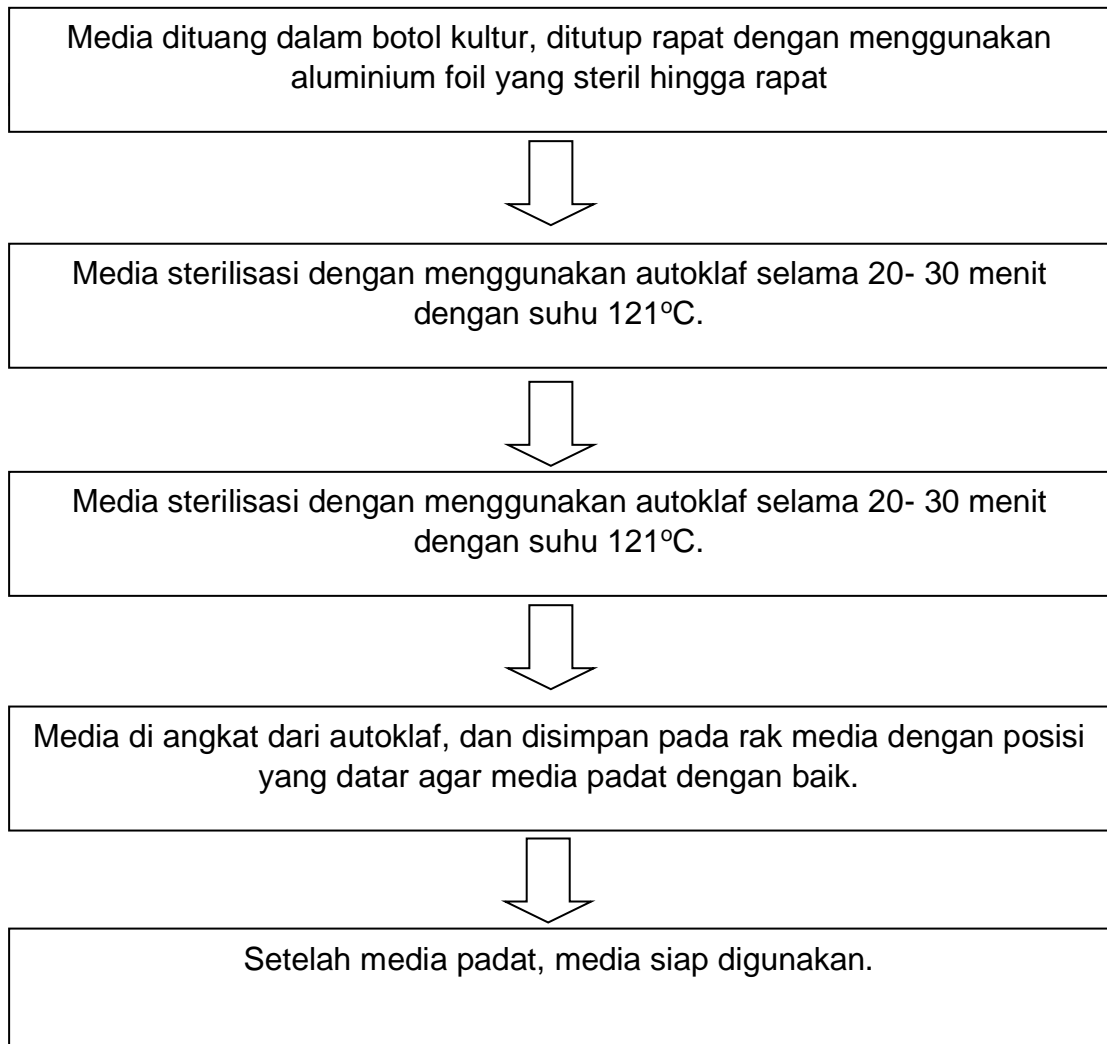 Media dituang dalam botol kultur, ditutup rapat dengan menggunakan
aluminium foil yang steril hingga rapat
Media sterilisasi dengan menggunakan autoklaf selama 20- 30 menit
dengan suhu 121°C.
Media sterilisasi dengan menggunakan autoklaf selama 20- 30 menit
dengan suhu 121°C.
Media di angkat dari autoklaf, dan disimpan pada rak media dengan posisi
yang datar agar media padat dengan baik.
Setelah media padat, media siap digunakan.